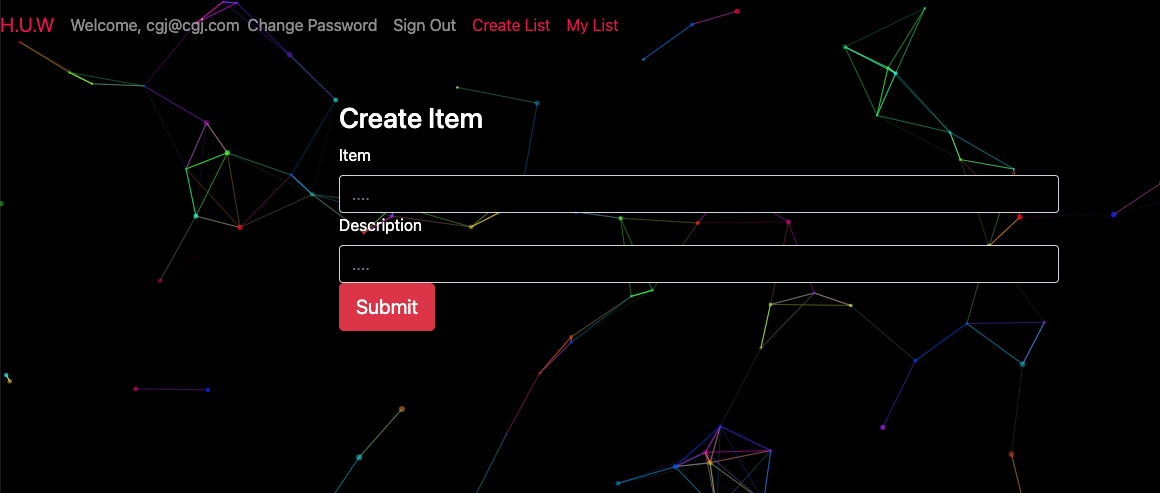 H.U.W Welcome, cgj@cgj.com Change Password Sign Out Create List My List
Create Item
Item
....
Description
....
Submit